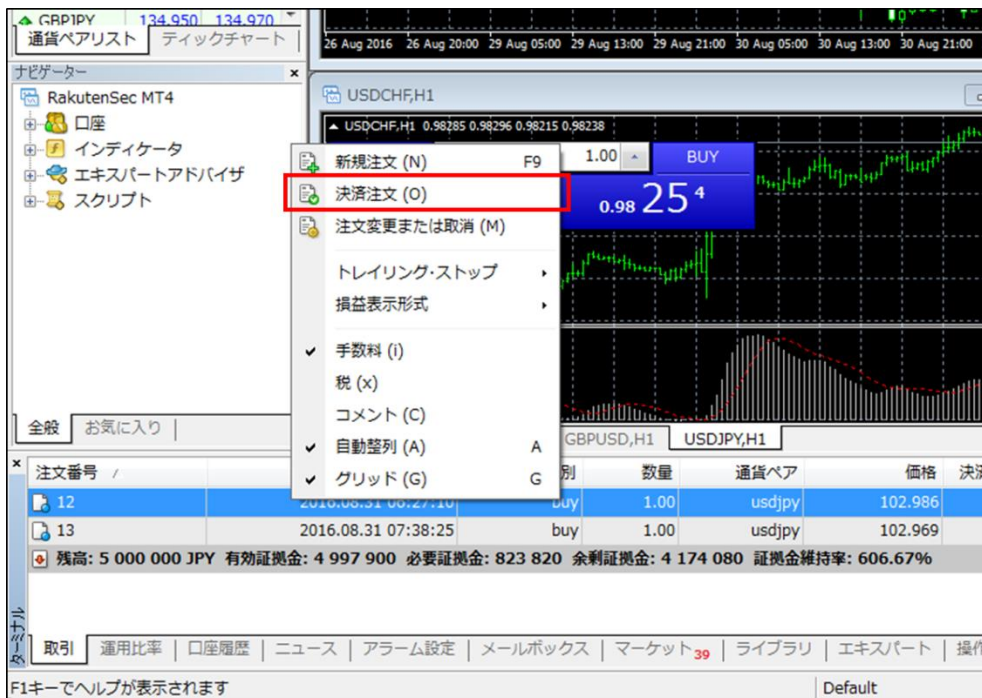 GBPJPY 134.950 134.970
通貨ペアリスト ティックチャート
26 Aug 2016 26 Aug 20:00 29 Aug 05:00 29 Aug 13:00 29 Aug 21:00 30 Aug 05:00 30 Aug 13:00 30 Aug 21:00
ナビゲーター
RakutenSec MT4
口座
インディケータ
エキスパートアドバイザ
スクリプト
全般 お気に入り
USDCHF,H1
USDCHF,H1 0.98285 0.98296 0.98215 0.98238
1.00 BUY
0.98 25 4
新規注文 (N) F9
決済注文 (O)
注文変更または取消 (M)
トレイリング・ストップ
損益表示形式
手数料 (i)
税 (x)
コメント (C)
自動整列 (A) A
グリッド (G) G
GBPUSD,H1 USDJPY,H1
注文番号 / 別 数量 通貨ペア 価格 決済
12 2016.08.31 06:27:10 buy 1.00 usdjpy 102.986
13 2016.08.31 07:38:25 buy 1.00 usdjpy 102.969
残高: 5 000 000 JPY 有効証拠金: 4 997 900 必要証拠金: 823 820 余剰証拠金: 4 174 080 証拠金維持率: 606.67%
ターミナル
取引 運用比率 口座履歴 ニュース アラーム設定 メールボックス マーケット 39 ライブラリ エキスパート 操作
F1キーでヘルプが表示されます Default